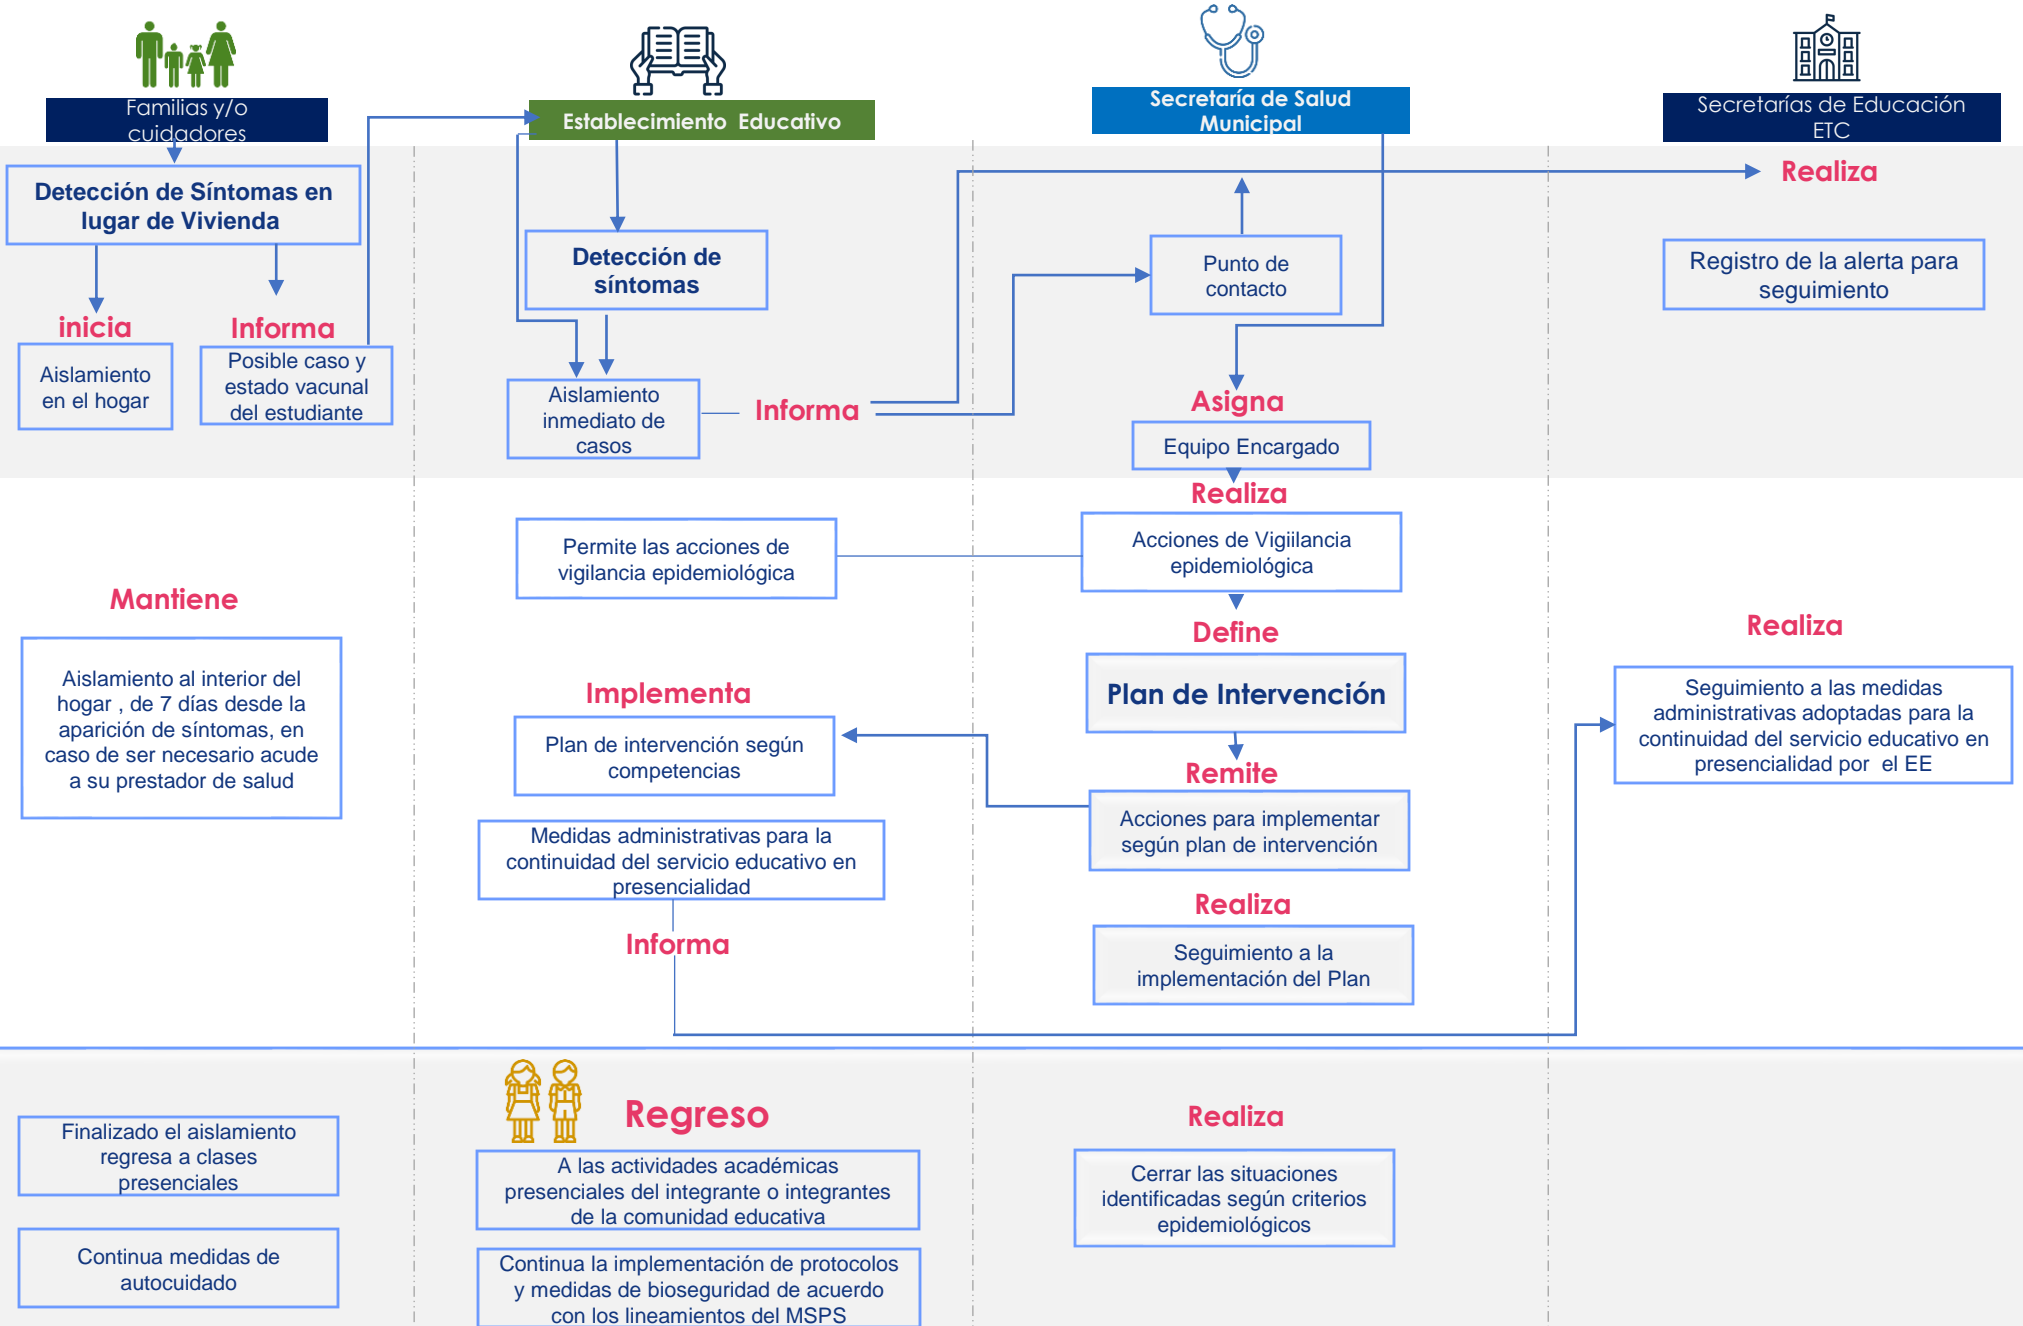 Familias y/o
cuidadores
Establecimiento Educativo
Secretaría de Salud
Municipal
Secretarías de Educación
ETC
Detección de Síntomas en
lugar de Vivienda
inicia
Aislamiento
en el hogar
Informa
Posible caso y
estado vacunal
del estudiante
Detección de
síntomas
Aislamiento
inmediato de
casos
Informa
Punto de
contacto
Asigna
Equipo Encargado
Realiza
Registro de la alerta para
seguimiento
Mantiene
Aislamiento al interior del
hogar , de 7 días desde la
aparición de síntomas, en
caso de ser necesario acude
a su prestador de salud
Permite las acciones de
vigilancia epidemiológica
Implementa
Plan de intervención según
competencias
Medidas administrativas para la
continuidad del servicio educativo en
presencialidad
Informa
Realiza
Acciones de Vigiilancia
epidemiológica
Define
Plan de Intervención
Remite
Acciones para implementar
según plan de intervención
Realiza
Seguimiento a la
implementación del Plan
Realiza
Seguimiento a las medidas
administrativas adoptadas para la
continuidad del servicio educativo en
presencialidad por el EE
Finalizado el aislamiento
regresa a clases
presenciales
Continua medidas de
autocuidado
Regreso
A las actividades académicas
presenciales del integrante o integrantes
de la comunidad educativa
Continua la implementación de protocolos
y medidas de bioseguridad de acuerdo
con los lineamientos del MSPS
Realiza
Cerrar las situaciones
identificadas según criterios
epidemiológicos